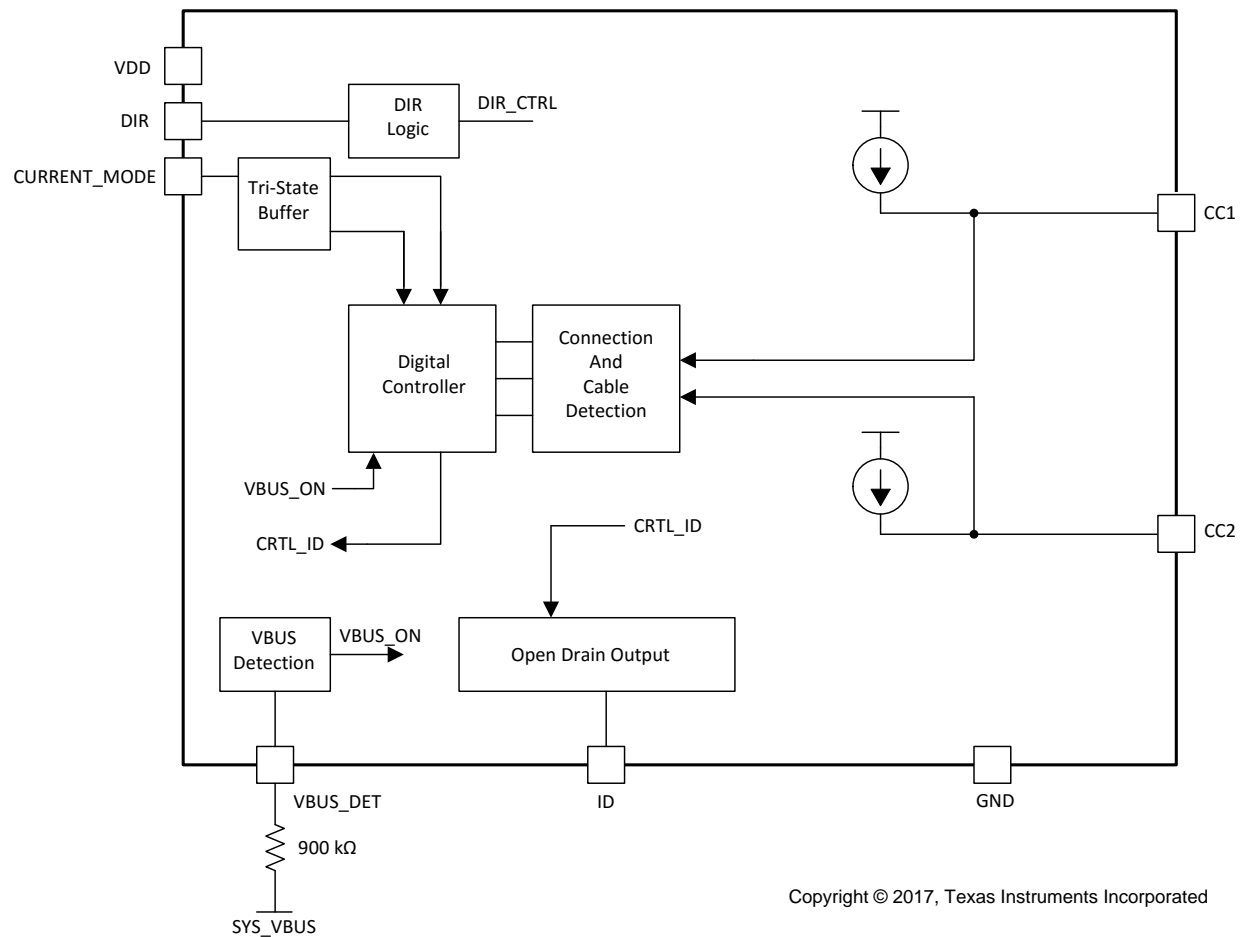 VDD
DIR
DIR
Logic
DIR_CTRL
CURRENT_MODE
Tri-State
Buffer
CC1
Digital
Controller
Connection
And
Cable
Detection
VBUS_ON
CRTL_ID
CRTL_ID
CC2
VBUS
Detection
VBUS_ON
Open Drain Output
VBUS_DET
ID
GND
900 kΩ
SYS_VBUS
Copyright © 2017, Texas Instruments Incorporated